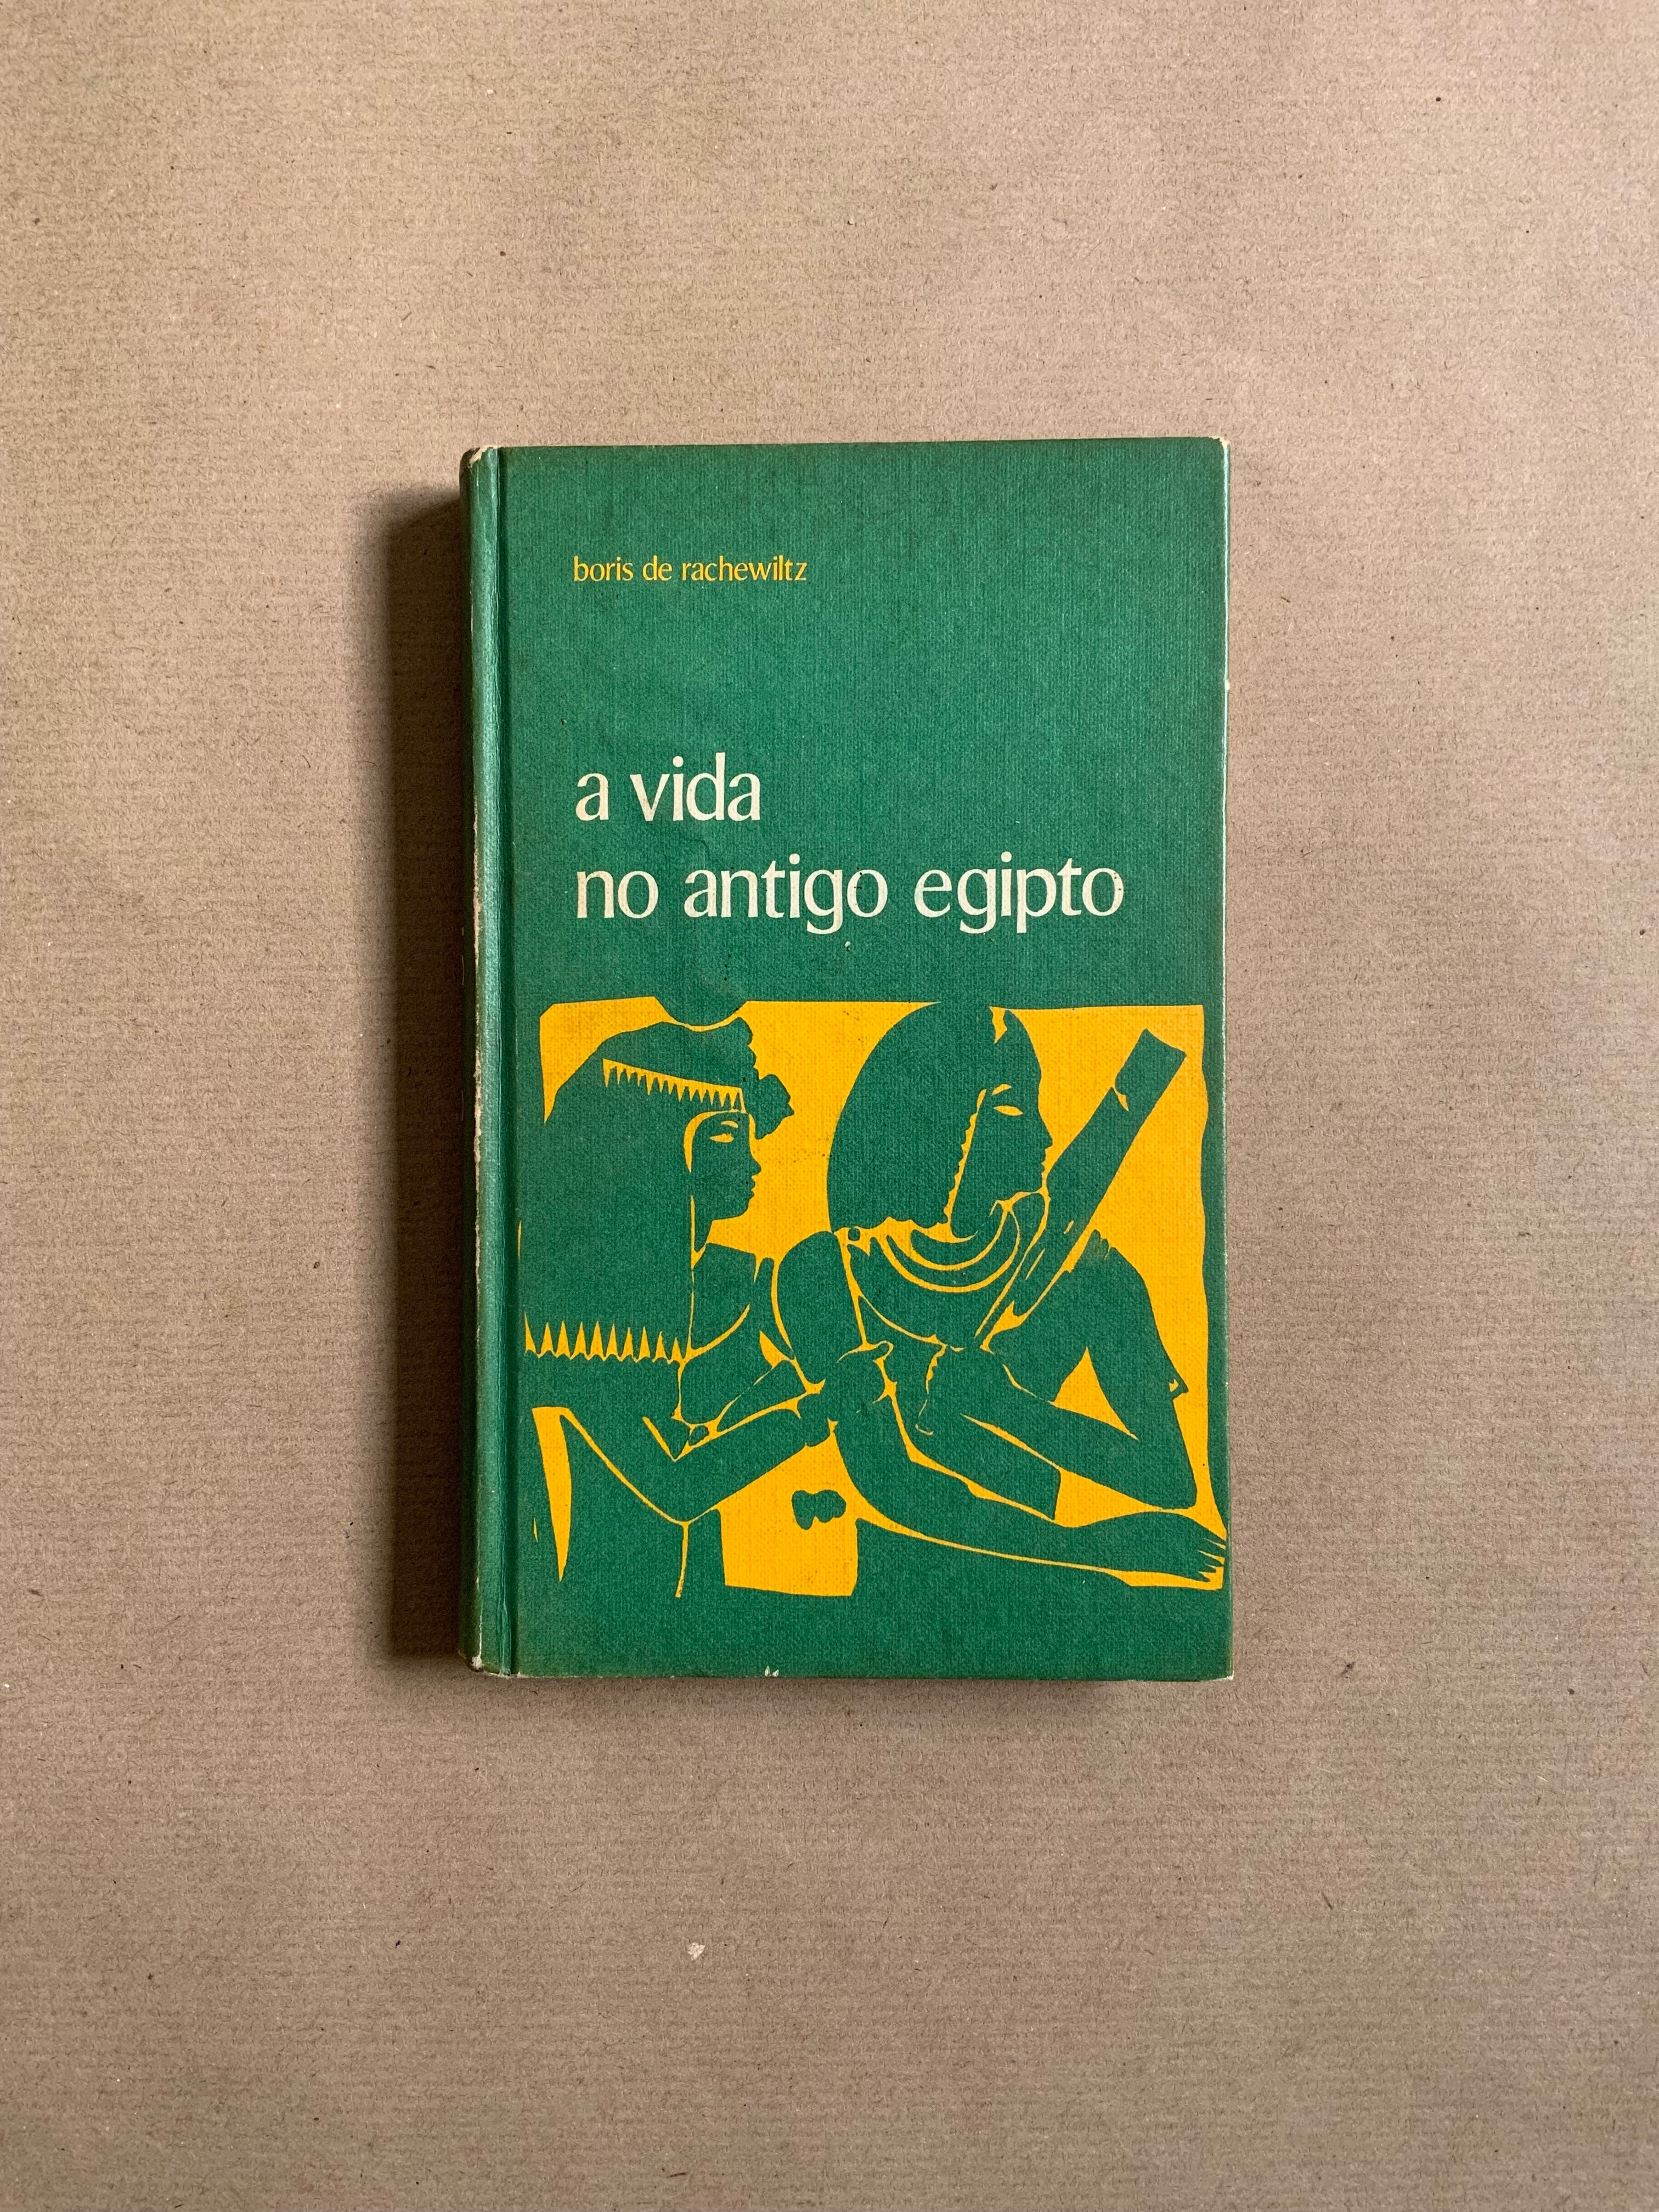 boris de rachewiltz
a vida
no antigo egipto